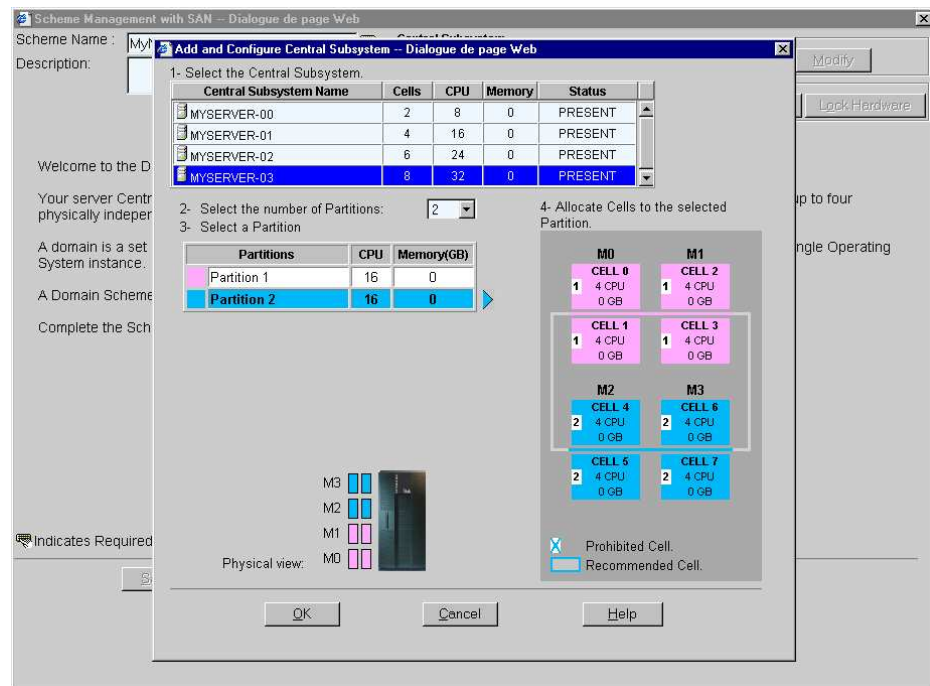 Scheme Management with SAN -- Dialogue de page Web
Scheme Name :
Description:
Modify
Lock Hardware
Welcome to the D
Your server Centr
up to four
physically indeper
A domain is a set
ngle Operating
System instance.
A Domain Scheme
Complete the Sch
Indicates Required
Add and Configure Central Subsystem -- Dialogue de page Web
1- Select the Central Subsystem.
Central Subsystem Name Cells CPU Memory Status
MYSERVER-00 2 8 0 PRESENT
MYSERVER-01 4 16 0 PRESENT
MYSERVER-02 6 24 0 PRESENT
MYSERVER-03 8 32 0 PRESENT
2- Select the number of Partitions: 2
3- Select a Partition
Partitions CPU Memory(GB)
Partition 1 16 0
Partition 2 16 0
4- Allocate Cells to the selected
Partition.
M0 M1
CELL 0 CELL 2
1 4 CPU 1 4 CPU
0 GB 0 GB
CELL 1 CELL 3
1 4 CPU 1 4 CPU
0 GB 0 GB
M2 M3
CELL 4 CELL 6
2 4 CPU 2 4 CPU
0 GB 0 GB
CELL 5 CELL 7
2 4 CPU 2 4 CPU
0 GB 0 GB
Prohibited Cell.
Recommended Cell.
M3
M2
M1
Physical view: M0
OK Cancel Help